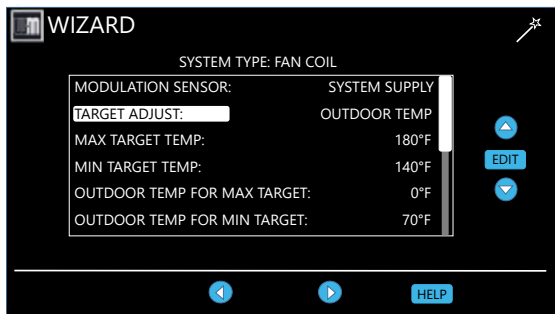 WIZARD
SYSTEM TYPE: FAN COIL
MODULATION SENSOR: SYSTEM SUPPLY
TARGET ADJUST: OUTDOOR TEMP
MAX TARGET TEMP: 180°F
MIN TARGET TEMP: 140°F
EDIT
OUTDOOR TEMP FOR MAX TARGET: 0°F
OUTDOOR TEMP FOR MIN TARGET: 70°F
HELP